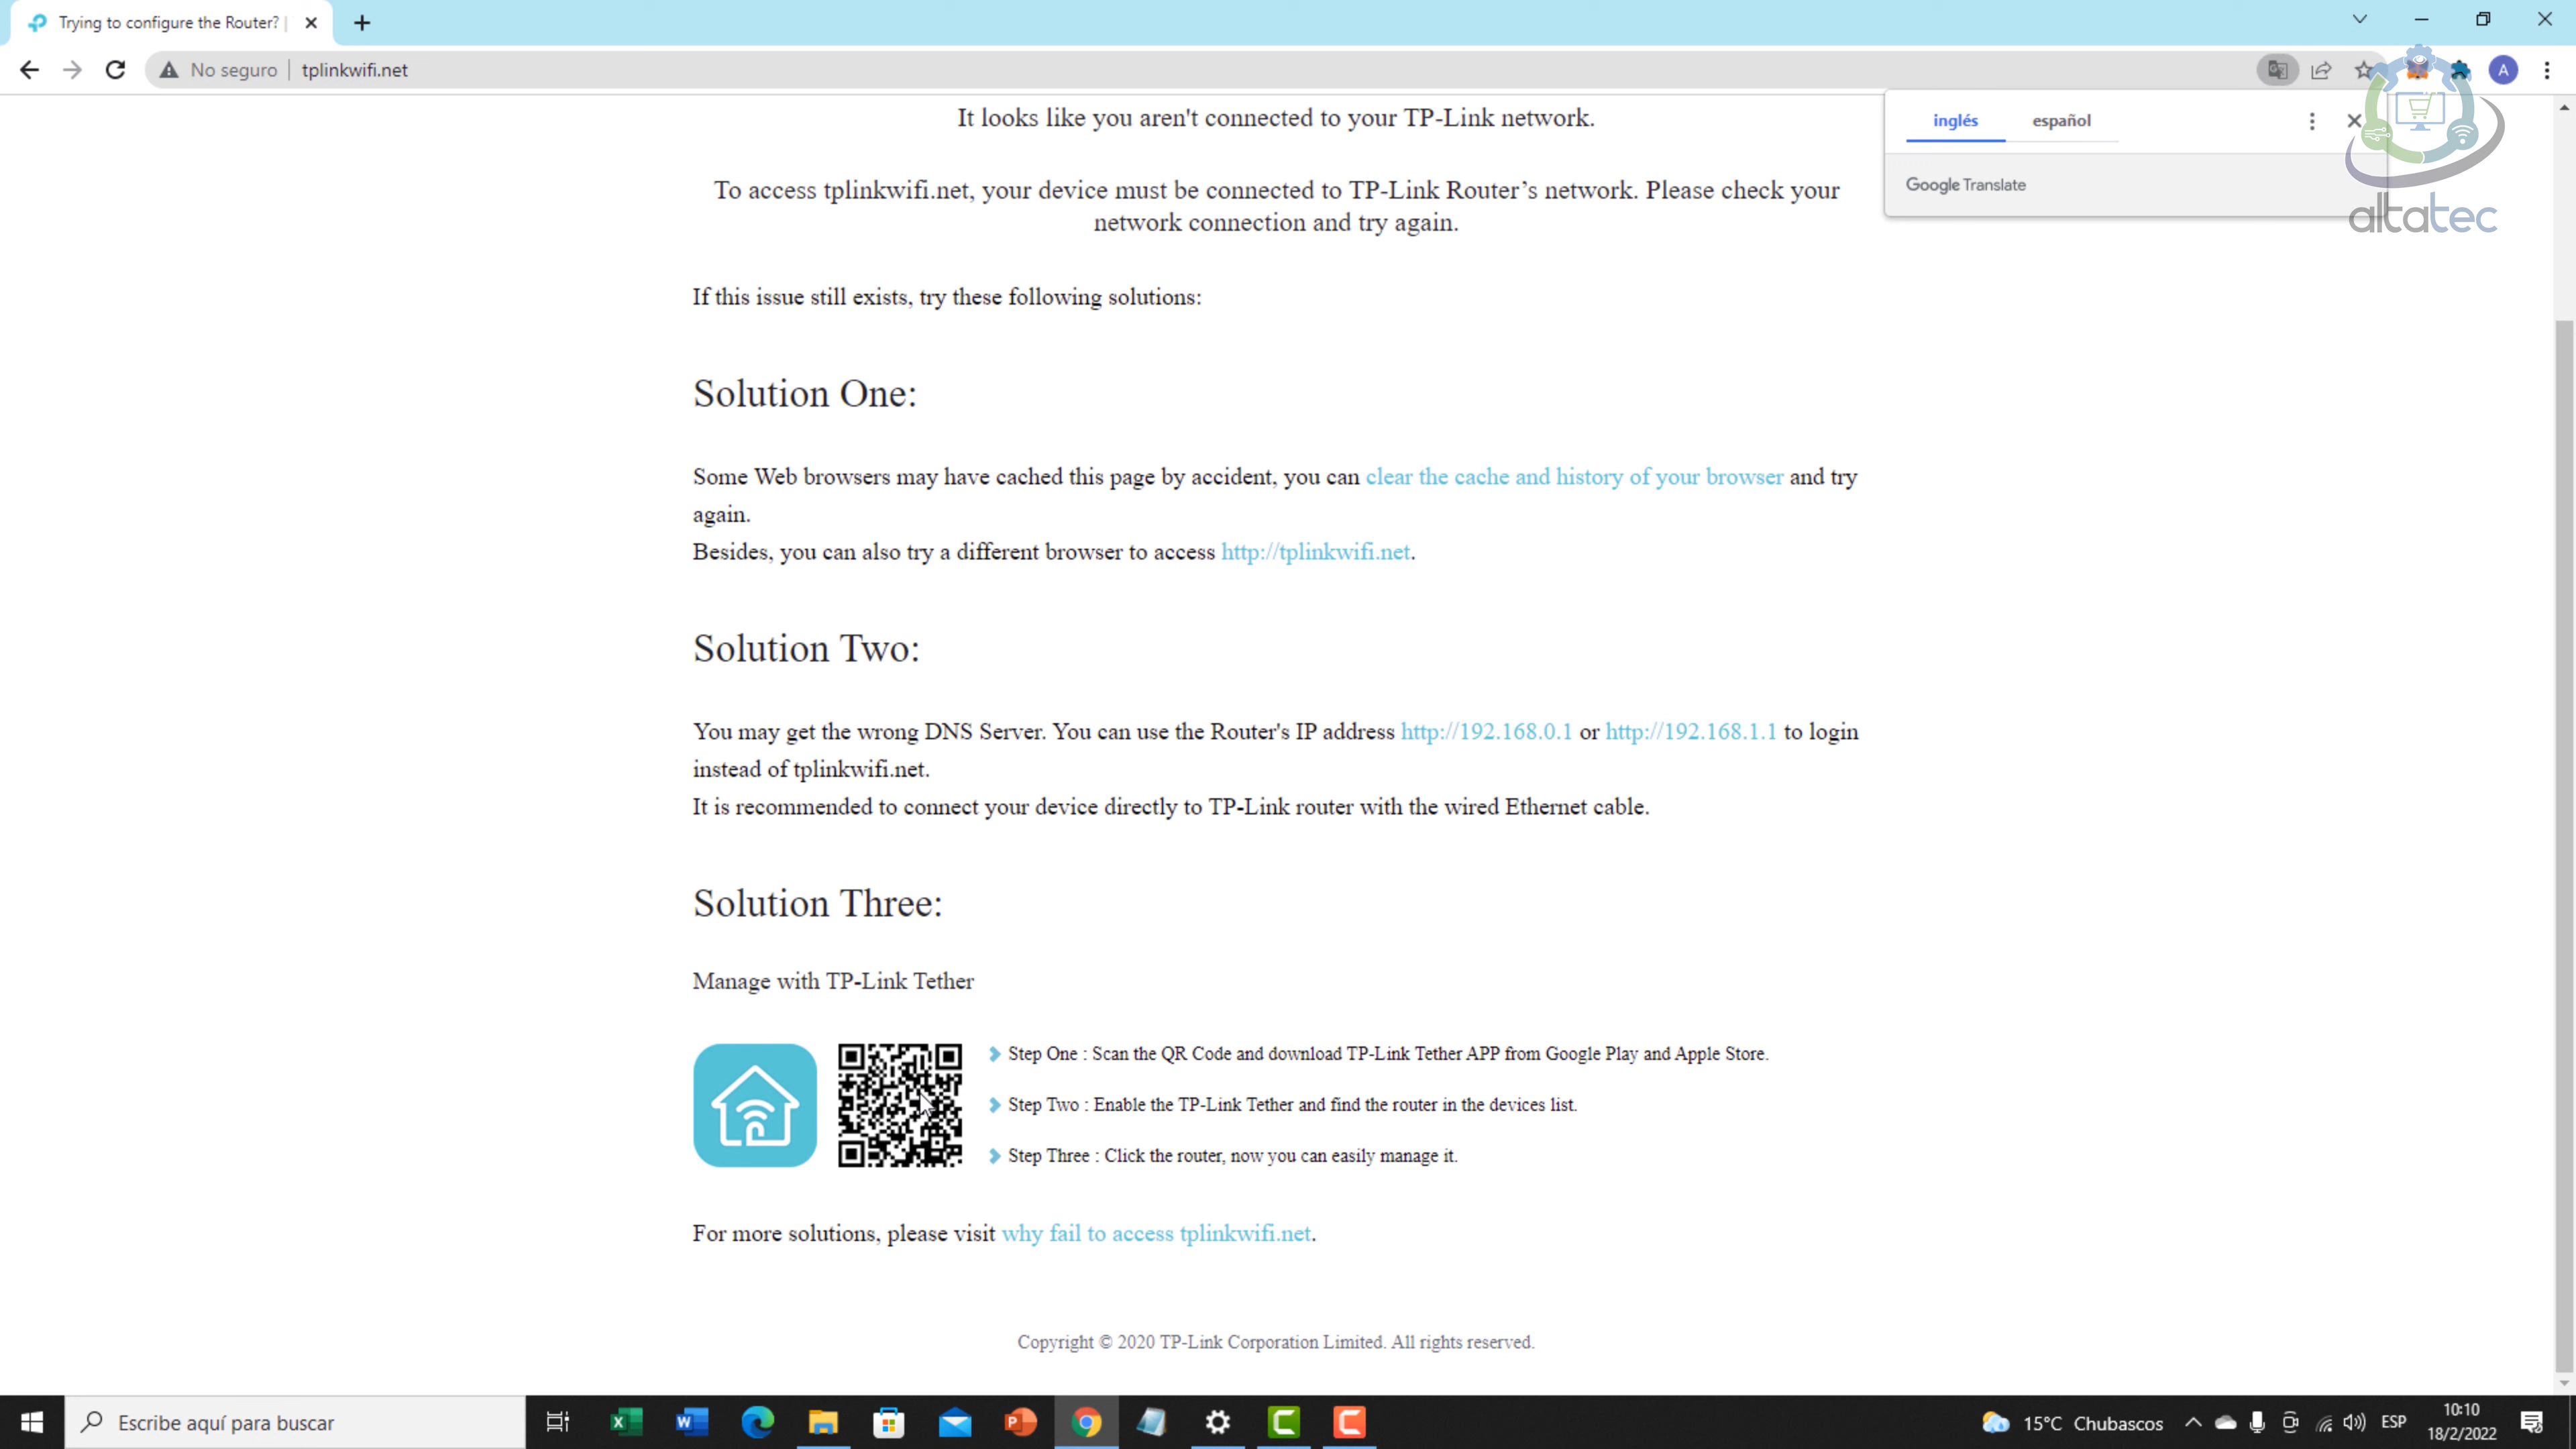 Trying to configure the Router? |
No seguro
tplinkwifi.net
A
inglés
español
Google Translate
altatec
It looks like you aren't connected to your TP-Link network.
To access tplinkwifi.net, your device must be connected to TP-Link Router’s network. Please check your
network connection and try again.
If this issue still exists, try these following solutions:
Solution One:
Some Web browsers may have cached this page by accident, you can clear the cache and history of your browser and try
again.
Besides, you can also try a different browser to access http://tplinkwifi.net.
Solution Two:
You may get the wrong DNS Server. You can use the Router's IP address http://192.168.0.1 or http://192.168.1.1 to login
instead of tplinkwifi.net.
It is recommended to connect your device directly to TP-Link router with the wired Ethernet cable.
Solution Three:
Manage with TP-Link Tether
Step One : Scan the QR Code and download TP-Link Tether APP from Google Play and Apple Store.
Step Two : Enable the TP-Link Tether and find the router in the devices list.
Step Three : Click the router, now you can easily manage it.
For more solutions, please visit why fail to access tplinkwifi.net.
Copyright © 2020 TP-Link Corporation Limited. All rights reserved.
Escribe aquí para buscar
15°C Chubascos
ESP
10:10
18/2/2022